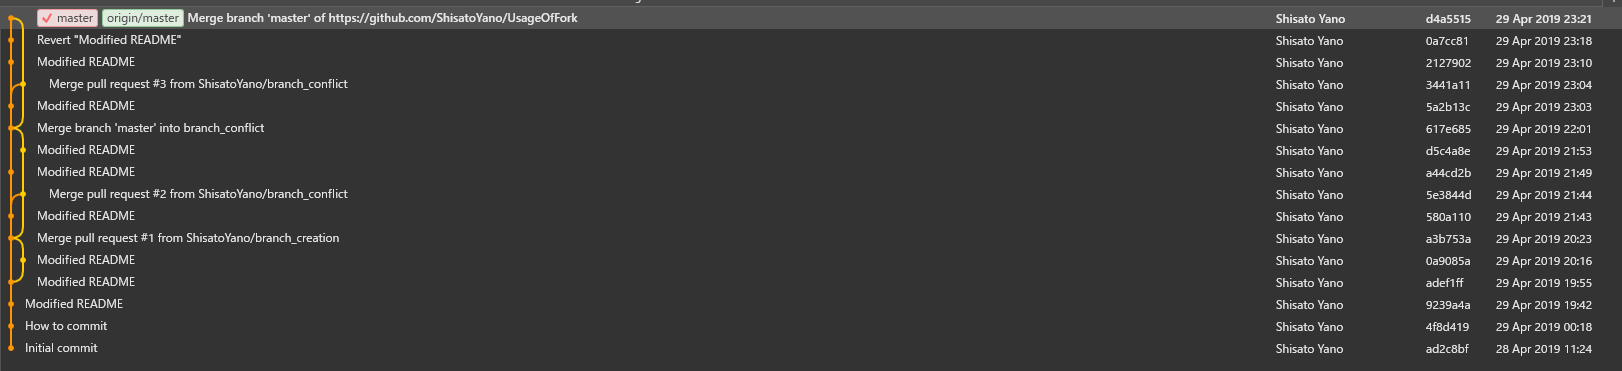 master origin/master Merge branch 'master' of https://github.com/ShisatoYano/UsageOfFork Shisato Yano d4a5515 29 Apr 2019 23:21
Revert "Modified README" Shisato Yano 0a7cc81 29 Apr 2019 23:18
Modified README Shisato Yano 2127902 29 Apr 2019 23:10
Merge pull request #3 from ShisatoYano/branch_conflict Shisato Yano 3441a11 29 Apr 2019 23:04
Modified README Shisato Yano 5a2b13c 29 Apr 2019 23:03
Merge branch 'master' into branch_conflict Shisato Yano 617e685 29 Apr 2019 22:01
Modified README Shisato Yano d5c4a8e 29 Apr 2019 21:53
Modified README Shisato Yano a44cd2b 29 Apr 2019 21:49
Merge pull request #2 from ShisatoYano/branch_conflict Shisato Yano 5e3844d 29 Apr 2019 21:44
Modified README Shisato Yano 580a110 29 Apr 2019 21:43
Merge pull request #1 from ShisatoYano/branch_creation Shisato Yano a3b753a 29 Apr 2019 20:23
Modified README Shisato Yano 0a9085a 29 Apr 2019 20:16
Modified README Shisato Yano adef1ff 29 Apr 2019 19:55
Modified README Shisato Yano 9239a4a 29 Apr 2019 19:42
How to commit Shisato Yano 4f8d419 29 Apr 2019 00:18
Initial commit Shisato Yano ad2c8bf 28 Apr 2019 11:24